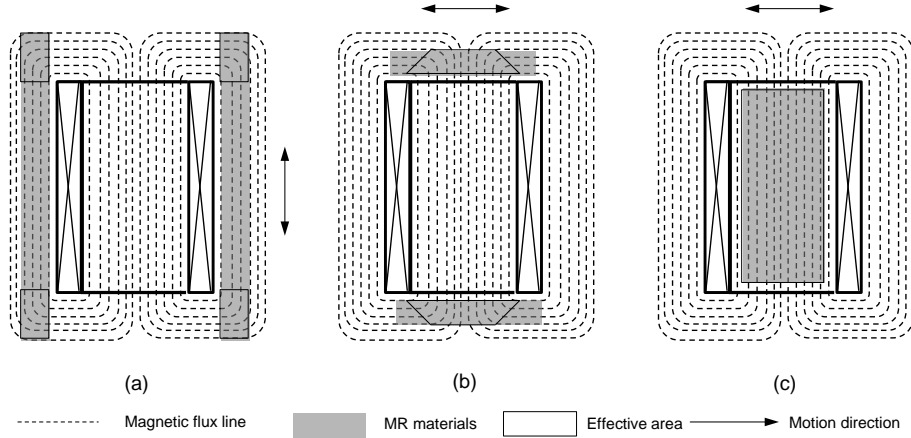 (a)
(b)
(c)
Magnetic flux line
MR materials
Effective area
Motion direction